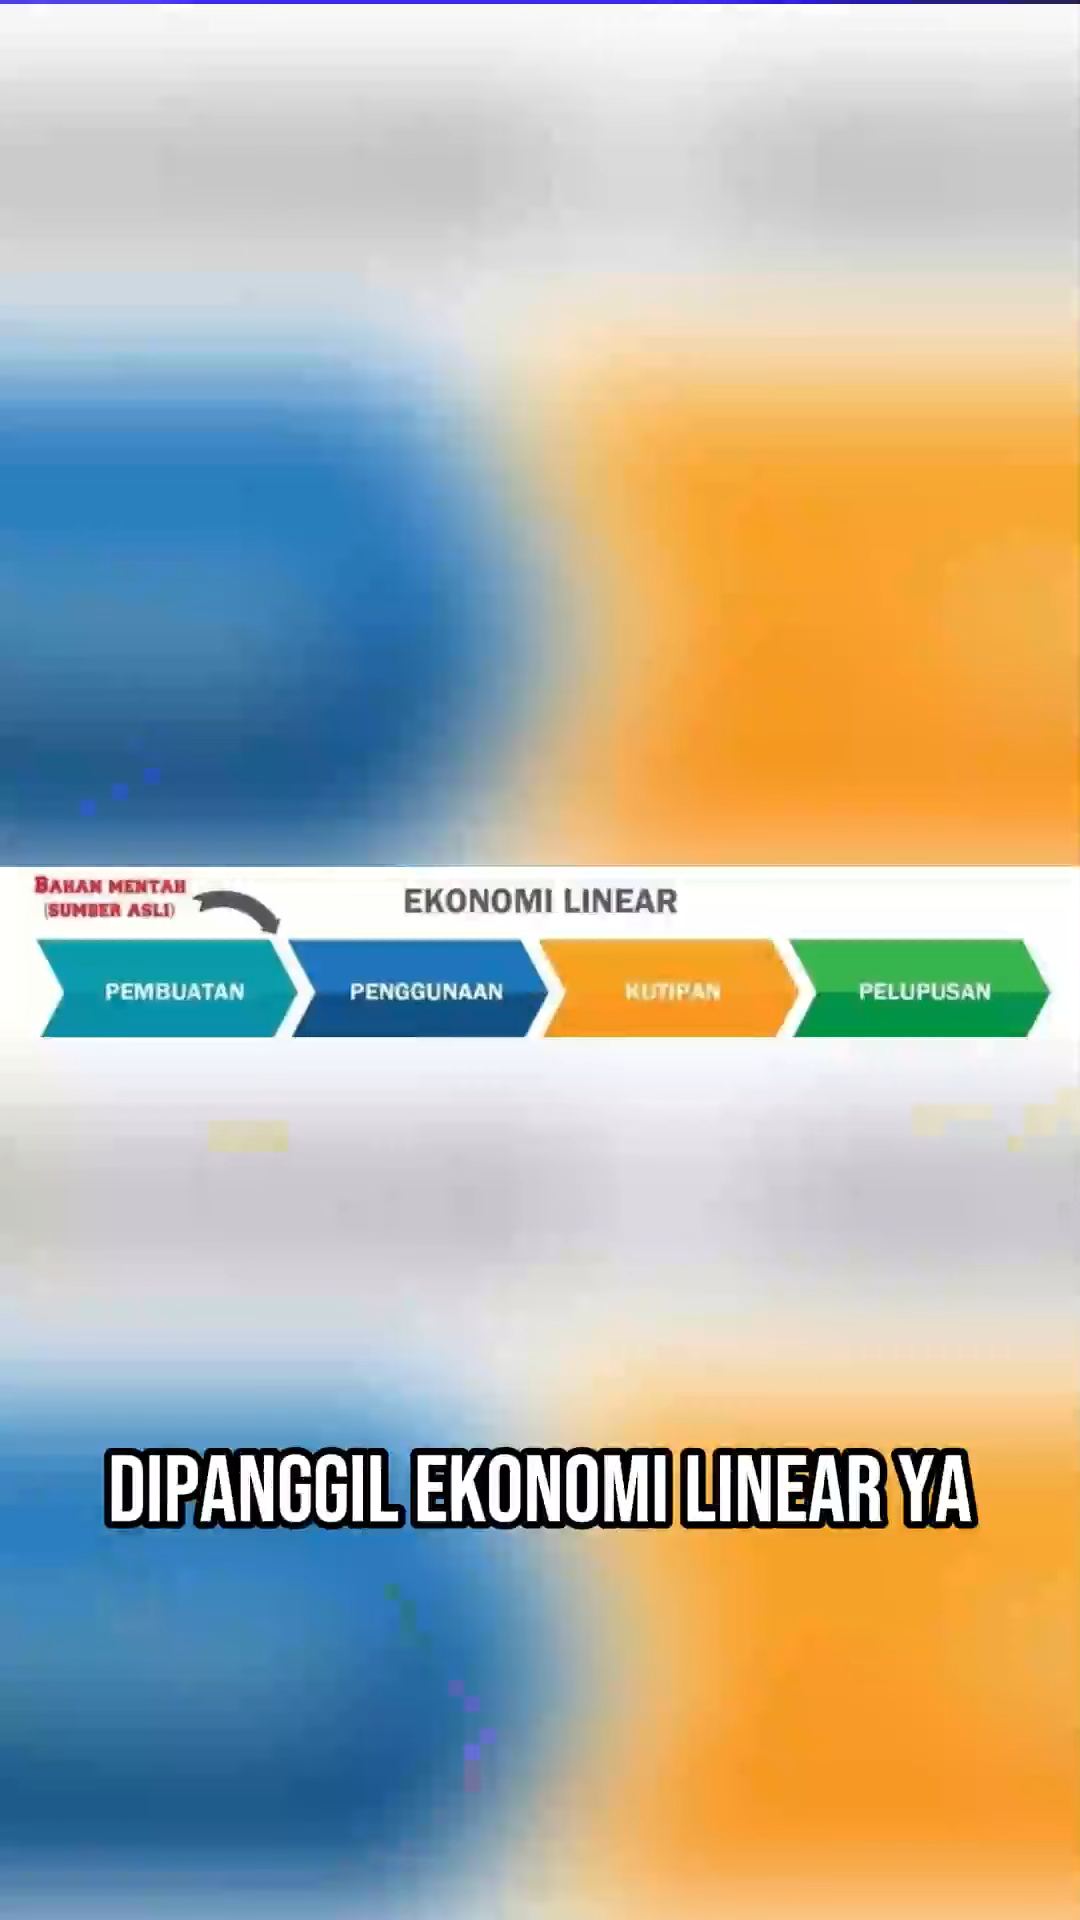 BAHAN MENTAH
(SUMBER ASLI)
EKONOMI LINEAR
PEMBUATAN
PENGGUNAAN
KUTIPAN
PELUPUSAN
DIPANGGIL EKONOMI LINEAR YA